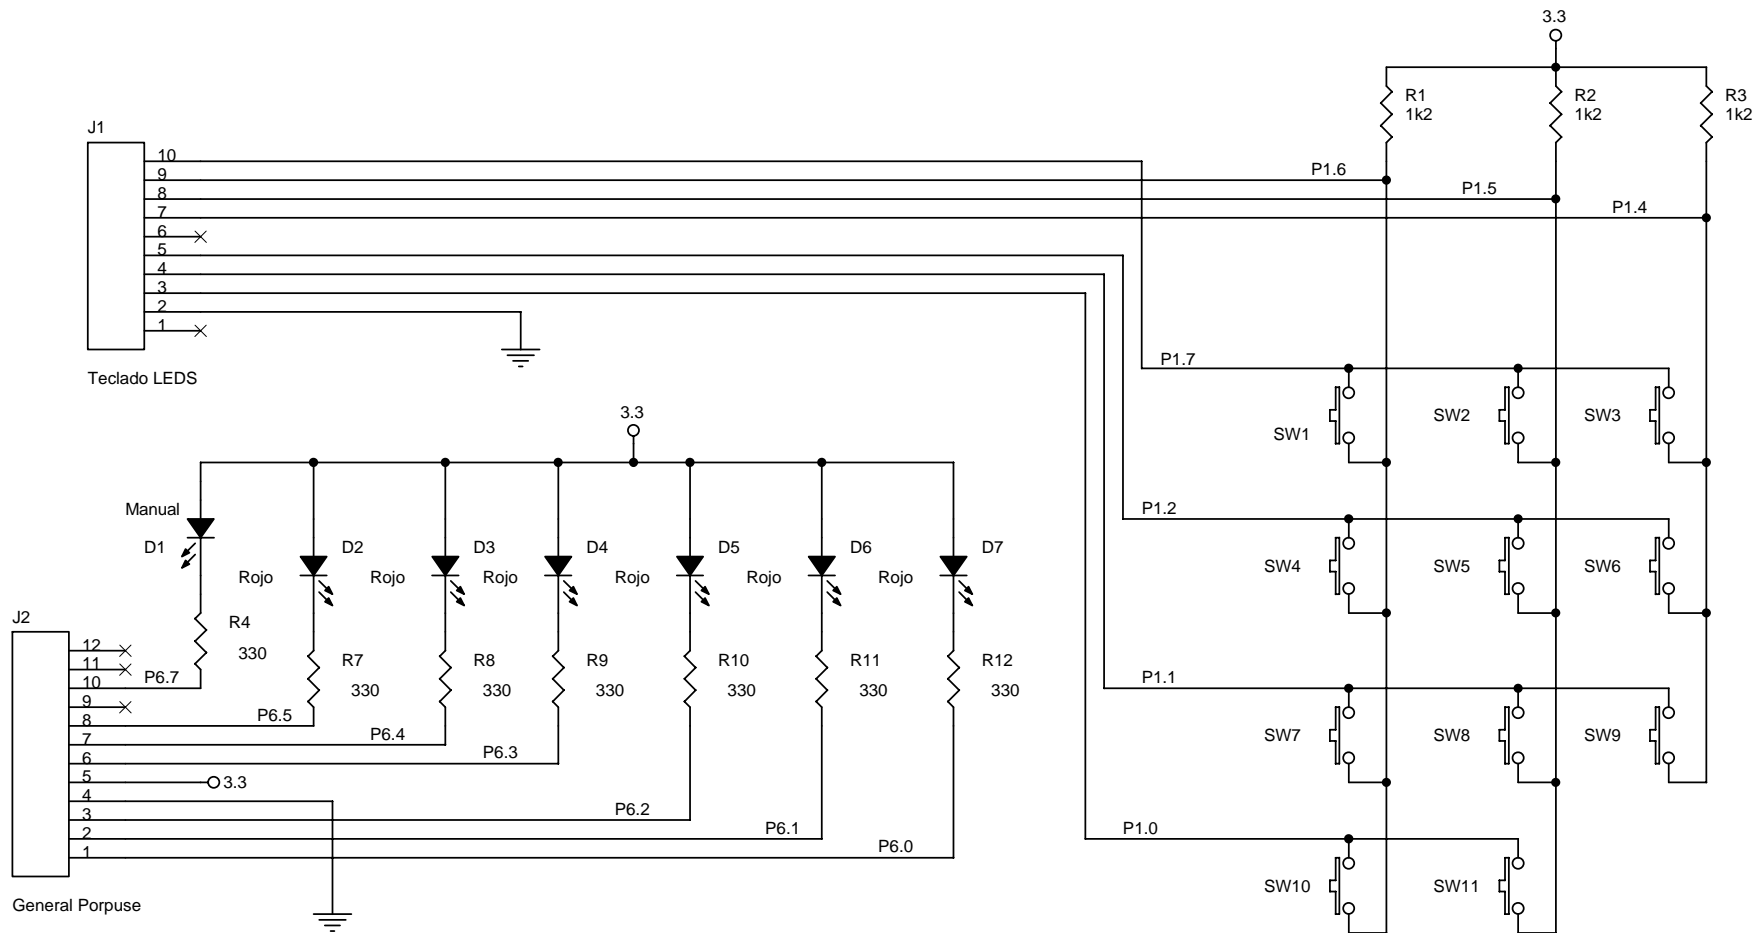 3.3
R1
1k2
R2
1k2
R3
1k2
J1
10
9
8
7
6
5
4
3
2
1
P1.6
P1.5
P1.4
Teclado LEDS
P1.7
SW1
SW2
SW3
3.3
Manual
D1
D2
Rojo
D3
Rojo
D4
Rojo
D5
Rojo
D6
Rojo
D7
Rojo
P1.2
SW4
SW5
SW6
J2
12
11
10
9
8
7
6
5
4
3
2
1
R4
330
R7
330
R8
330
R9
330
R10
330
R11
330
R12
330
P6.7
P6.5
P6.4
P6.3
3.3
P6.2
P6.1
P6.0
P1.1
SW7
SW8
SW9
P1.0
SW10
SW11
General Porpuse